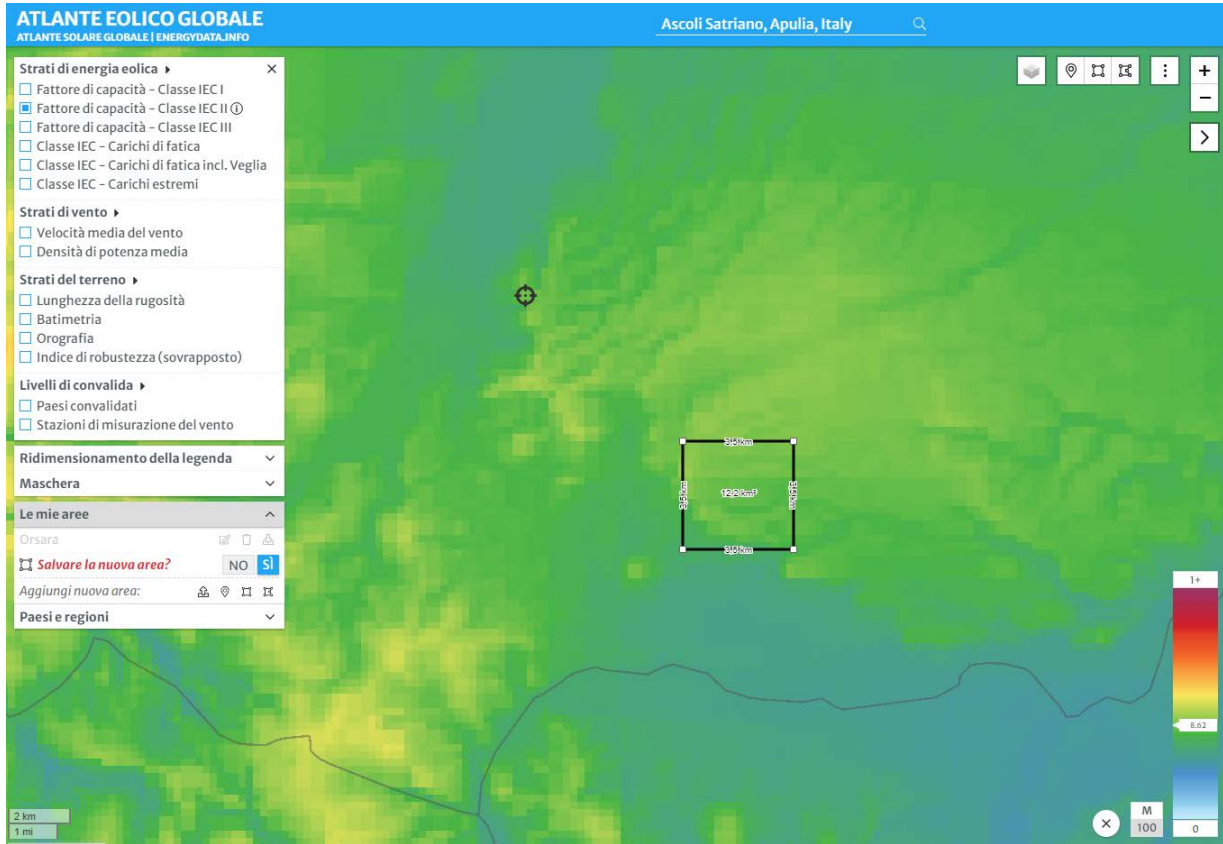 ATLANTE EOLICO GLOBALE
ATLANTE SOLARE GLOBALE | ENERGYDATA.INFO
Ascoli Satriano, Apulia, Italy
Strati di energia eolica
Fattore di capacità – Classe IEC I
Fattore di capacità – Classe IEC II
Fattore di capacità – Classe IEC III
Classe IEC – Carichi di fatica
Classe IEC – Carichi di fatica incl. Veglia
Classe IEC – Carichi estremi
Strati di vento
Velocità media del vento
Densità di potenza media
Strati del terreno
Lunghezza della rugosità
Batimetria
Orografia
Indice di robustezza (sovrapposto)
Livelli di convalida
Paesi convalidati
Stazioni di misurazione del vento
Ridimensionamento della legenda
Maschera
Le mie aree
Orsara
Salvare la nuova area? NO SÌ
Aggiungi nuova area:
Paesi e regioni
3,5 km
3,5 km
12,2 km²
3,5 km
3,5 km
1+
8.62
0
M
100
2 km
1 mi